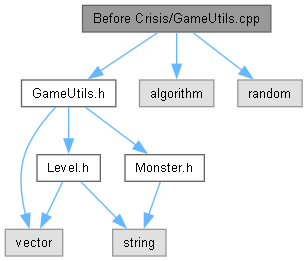 Before Crisis/GameUtils.cpp
GameUtils.h
algorithm
random
Level.h
Monster.h
vector
string